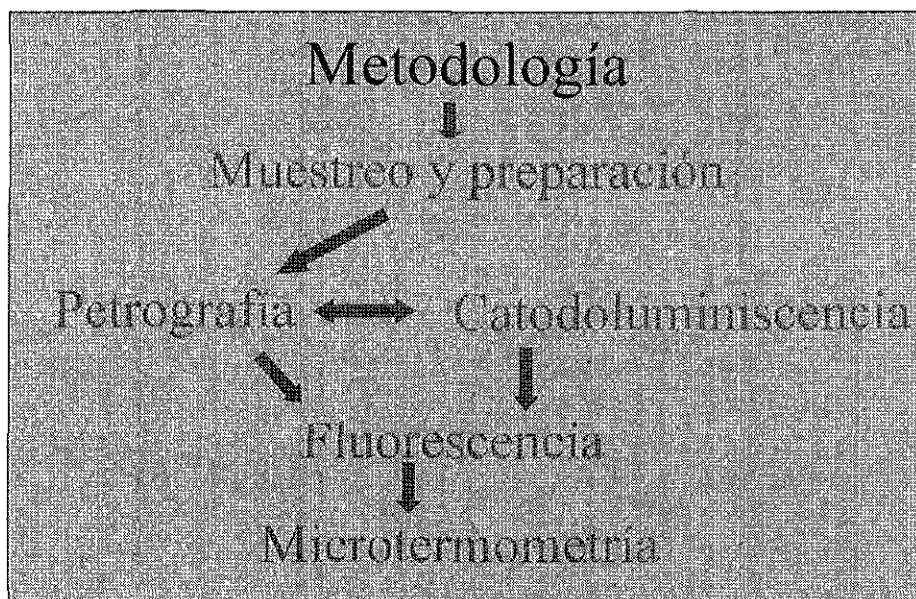 Metodología
Muestreo y preparación
Petrografía Catodoluminiscencia
Fluorescencia
Microtermometría